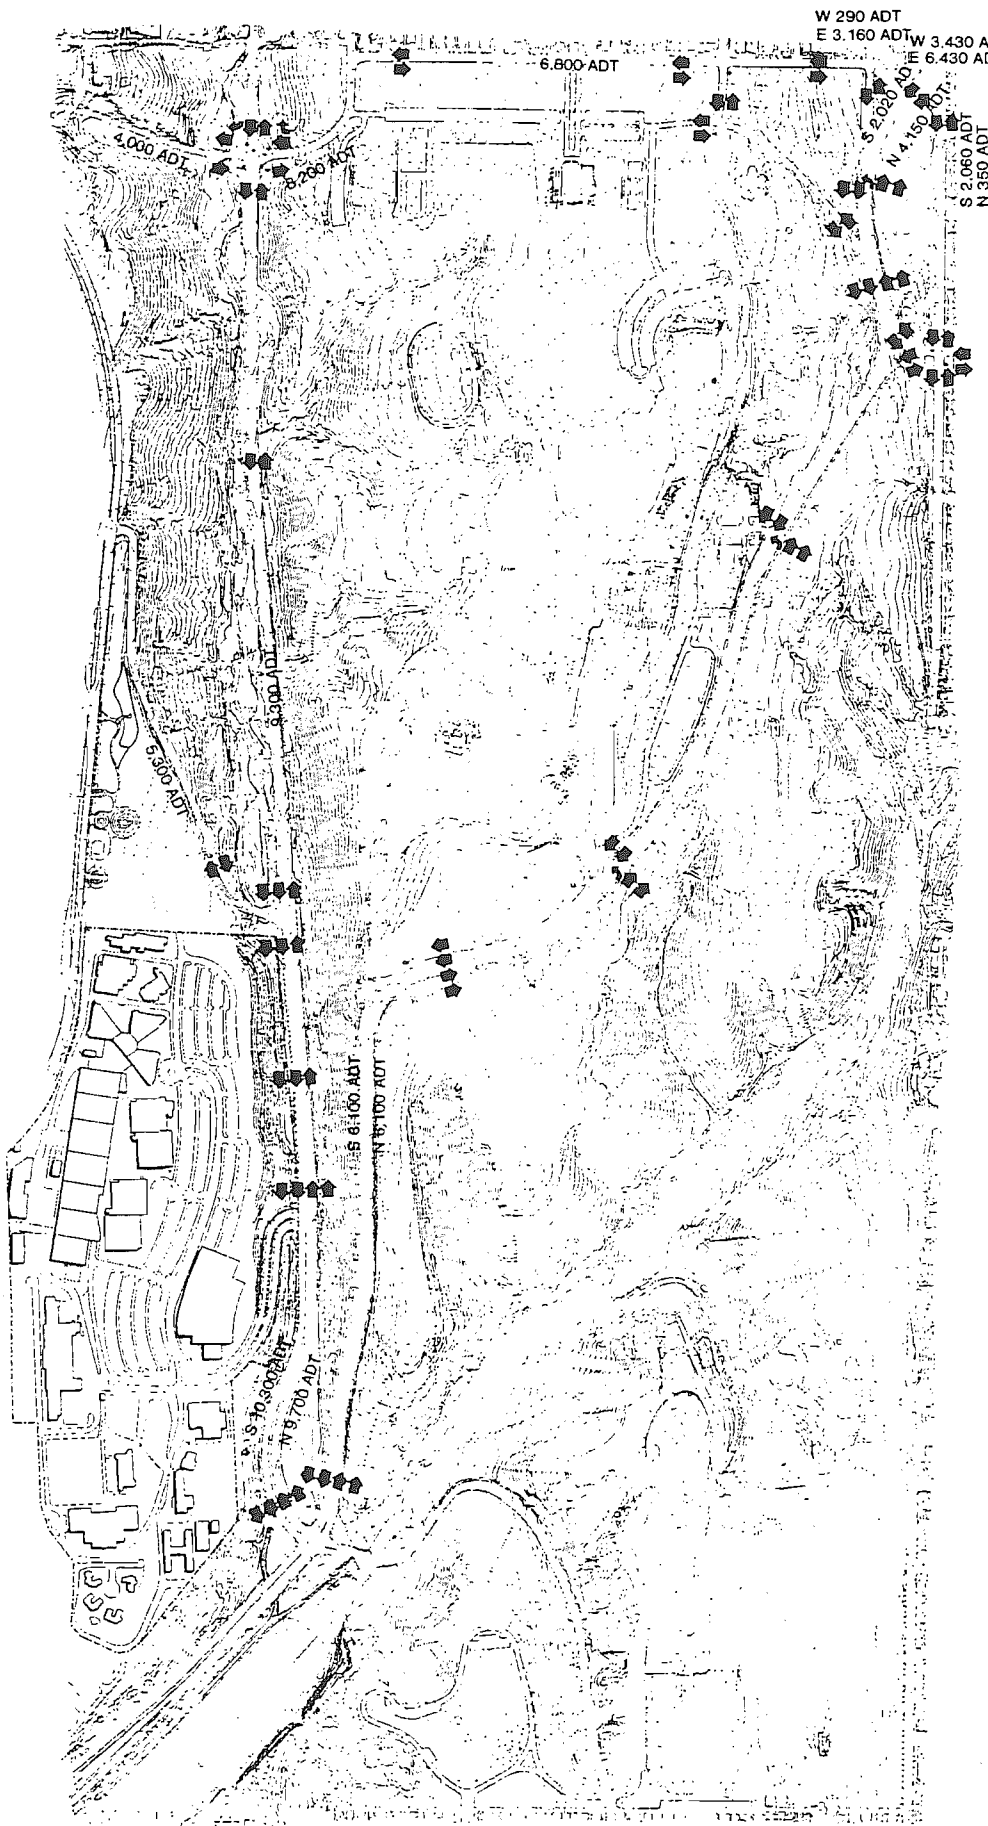 W 290 ADT
E 3.160 ADT
W 3.430 A
E 6.430 AD
6.800 ADT
S 2.020 AD
N 4.150 ADT
S 2.060 ADT
N 350 ADT
4,000 ADT
8,200 ADT
9,300 ADT
5,300 ADT
S 6,100 ADT
N 6,100 ADT
S 10,300 ADT
N 9,700 ADT